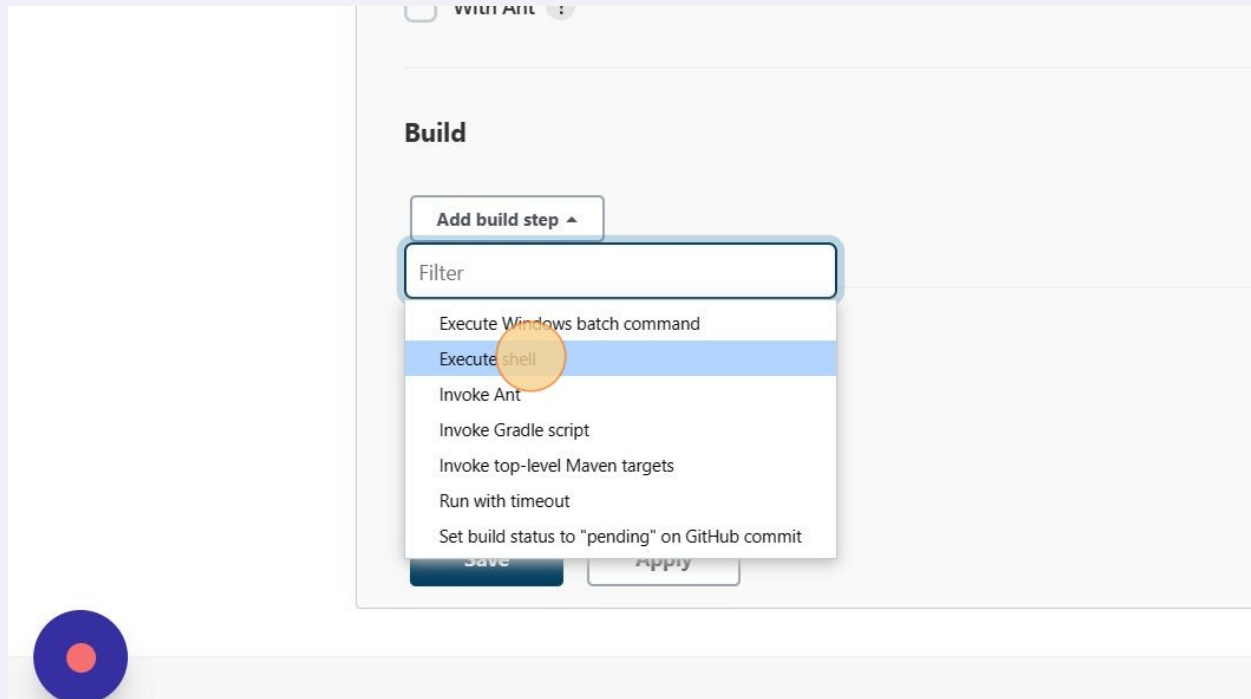 With Ant ?
Build
Add build step
Filter
Execute Windows batch command
Execute shell
Invoke Ant
Invoke Gradle script
Invoke top-level Maven targets
Run with timeout
Set build status to "pending" on GitHub commit
Save Apply